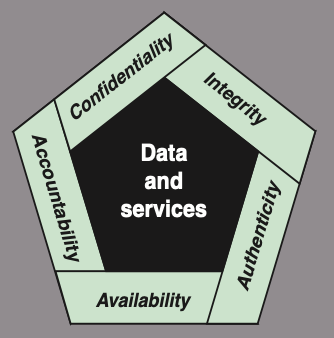 Confidentiality
Integrity
Accountability
Data
and
services
Authenticity
Availability